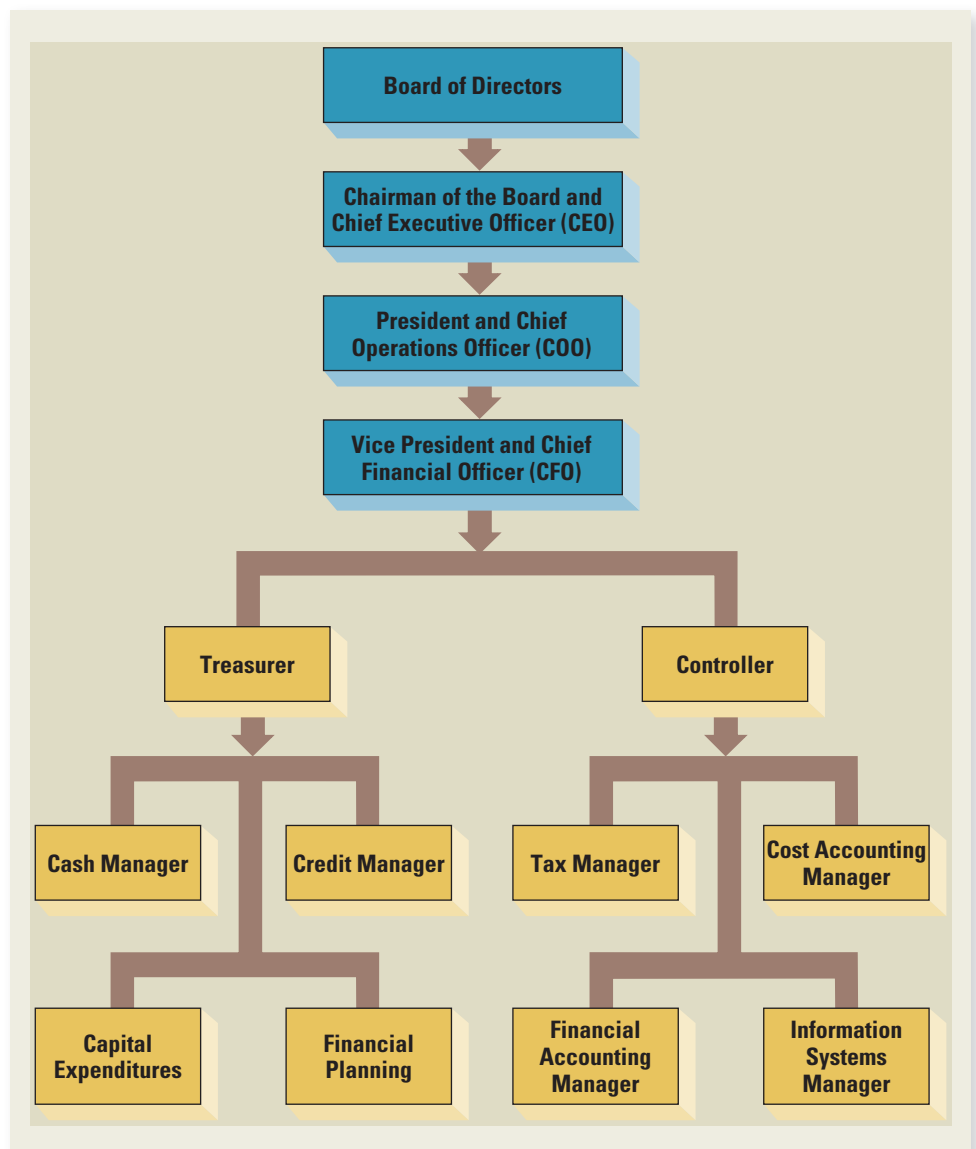 Board of Directors
Chairman of the Board and
Chief Executive Officer (CEO)
President and Chief
Operations Officer (COO)
Vice President and Chief
Financial Officer (CFO)
Treasurer
Controller
Cash Manager
Credit Manager
Tax Manager
Cost Accounting
Manager
Capital
Expenditures
Financial
Planning
Financial
Accounting
Manager
Information
Systems
Manager